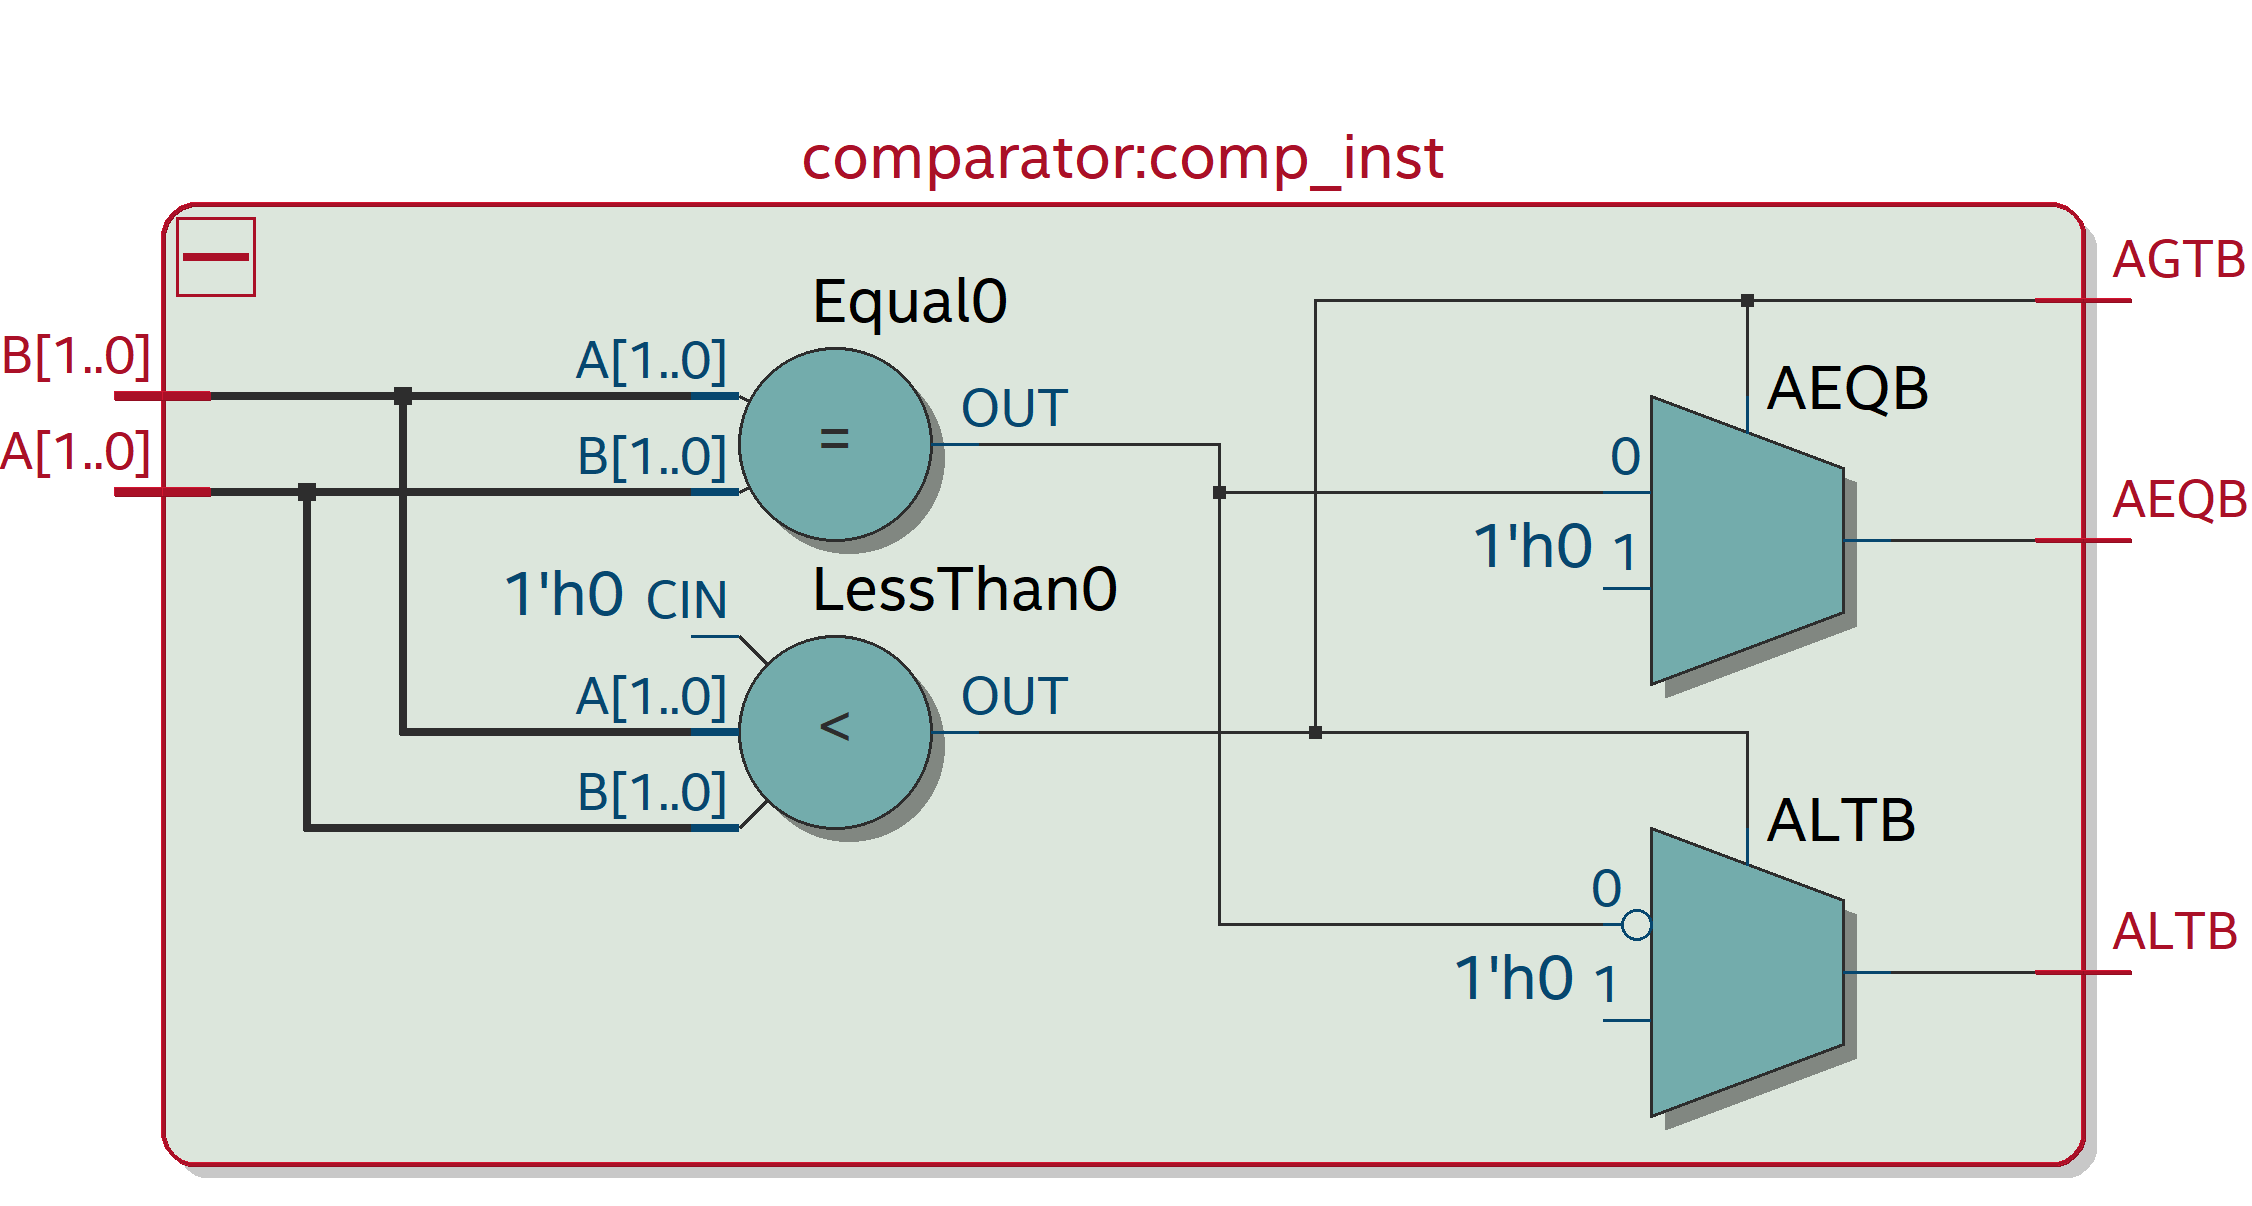 comparator:comp_inst
AGTB
Equal0
B[1..0]
A[1..0]
=
OUT
AEQB
A[1..0]
B[1..0]
0
AEQB
1'h0 1
1'h0 CIN
LessThan0
A[1..0]
<
OUT
B[1..0]
ALTB
0
ALTB
1'h0 1